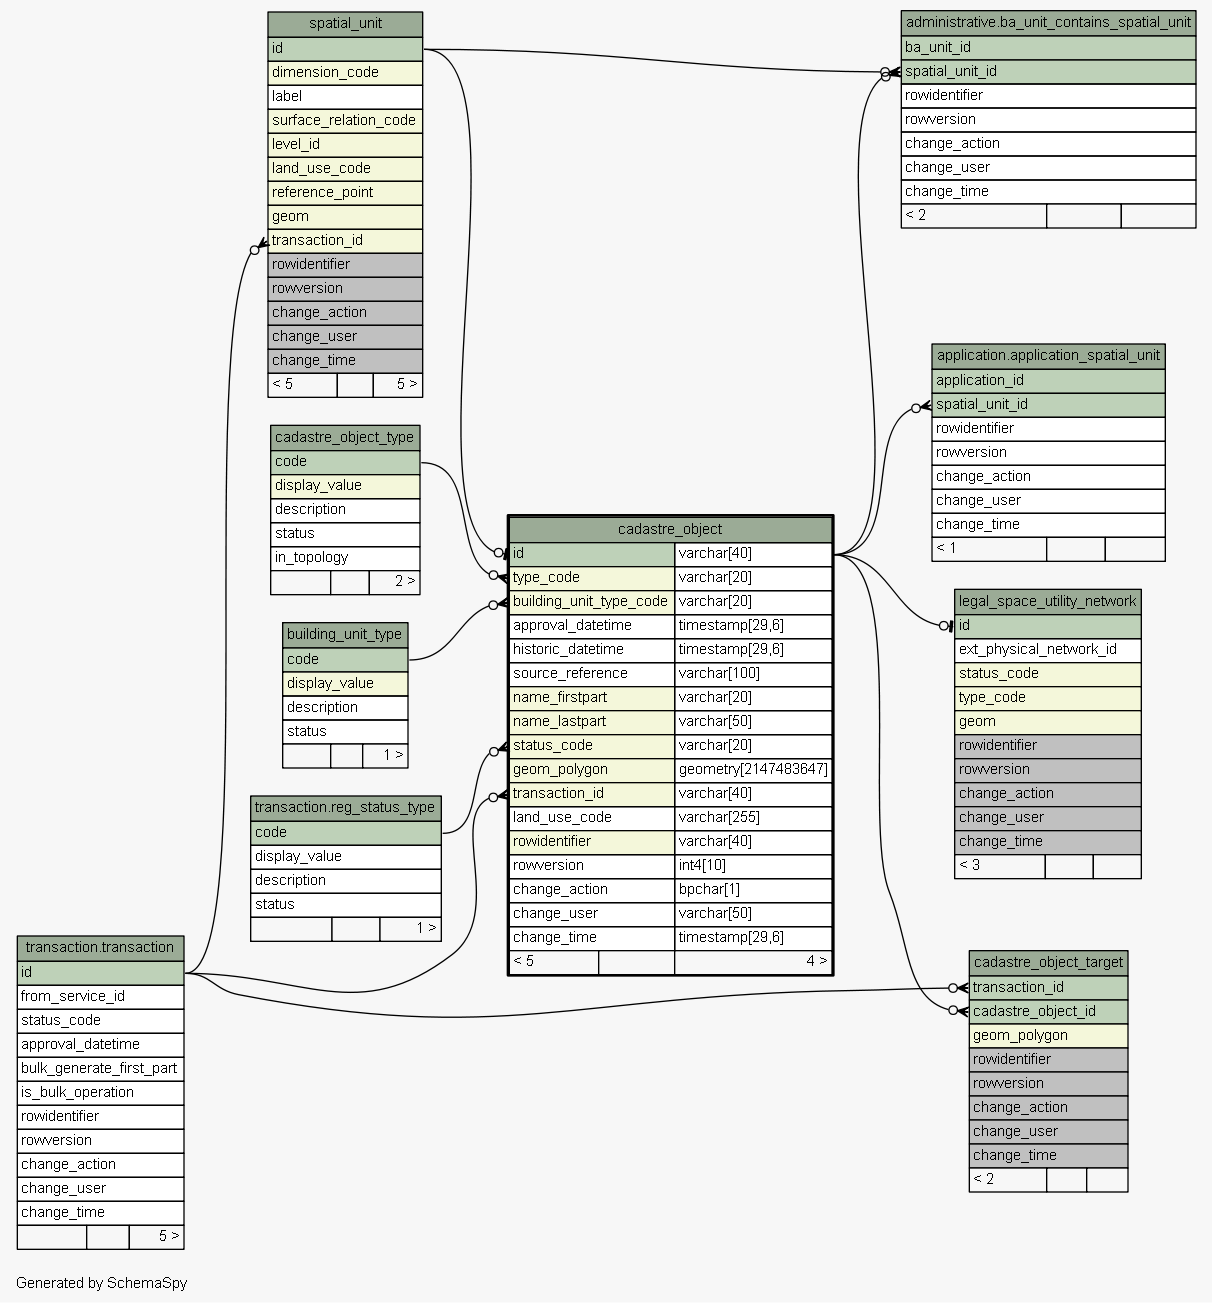 spatial_unit
id
dimension_code
label
surface_relation_code
level_id
land_use_code
reference_point
geom
transaction_id
rowidentifier
rowversion
change_action
change_user
change_time
< 5 5 >
administrative.ba_unit_contains_spatial_unit
ba_unit_id
spatial_unit_id
rowidentifier
rowversion
change_action
change_user
change_time
< 2
application.application_spatial_unit
application_id
spatial_unit_id
rowidentifier
rowversion
change_action
change_user
change_time
< 1
cadastre_object_type
code
display_value
description
status
in_topology
2 >
building_unit_type
code
display_value
description
status
1 >
transaction.reg_status_type
code
display_value
description
status
1 >
cadastre_object
id varchar[40]
type_code varchar[20]
building_unit_type_code varchar[20]
approval_datetime timestamp[29,6]
historic_datetime timestamp[29,6]
source_reference varchar[100]
name_firstpart varchar[20]
name_lastpart varchar[50]
status_code varchar[20]
geom_polygon geometry[2147483647]
transaction_id varchar[40]
land_use_code varchar[255]
rowidentifier varchar[40]
rowversion int4[10]
change_action bpchar[1]
change_user varchar[50]
change_time timestamp[29,6]
< 5 4 >
legal_space_utility_network
id
ext_physical_network_id
status_code
type_code
geom
rowidentifier
rowversion
change_action
change_user
change_time
< 3
transaction.transaction
id
from_service_id
status_code
approval_datetime
bulk_generate_first_part
is_bulk_operation
rowidentifier
rowversion
change_action
change_user
change_time
5 >
cadastre_object_target
transaction_id
cadastre_object_id
geom_polygon
rowidentifier
rowversion
change_action
change_user
change_time
< 2
Generated by SchemaSpy